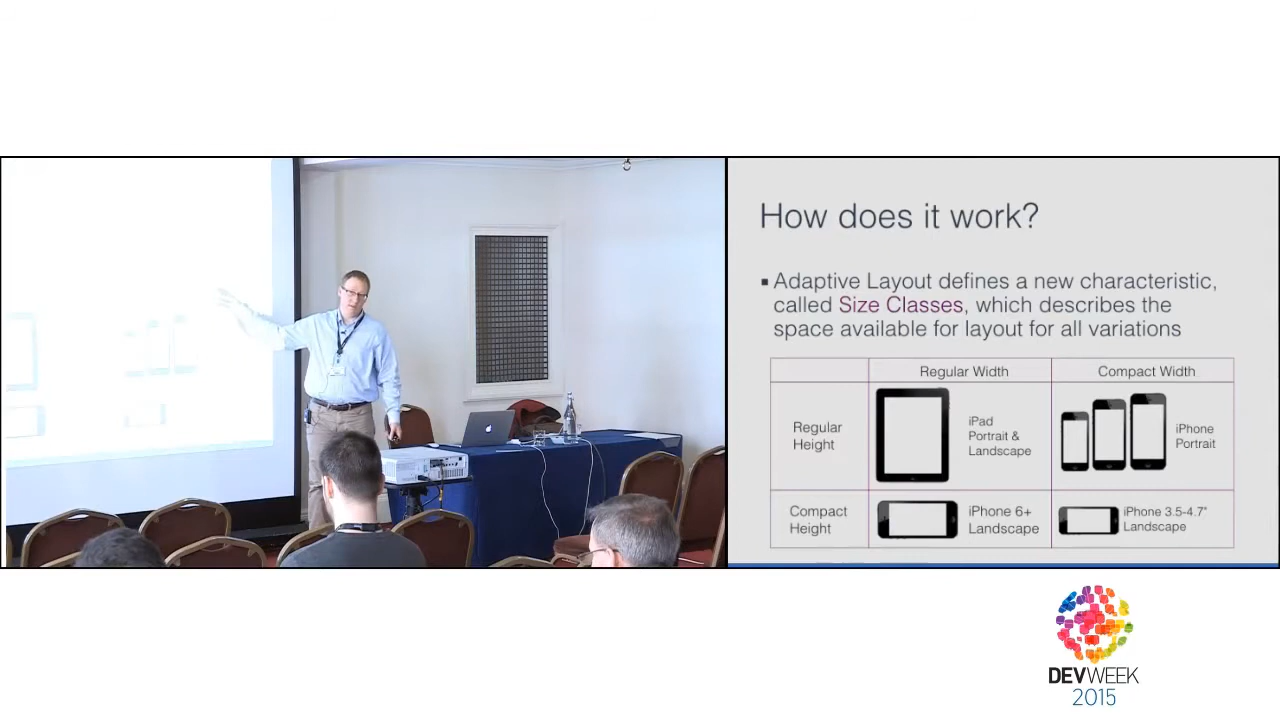 How does it work?
▪ Adaptive Layout defines a new characteristic,
called Size Classes, which describes the
space available for layout for all variations
Regular Width
Compact Width
Regular
Height
iPad
Portrait &
Landscape
iPhone
Portrait
Compact
Height
iPhone 6+
Landscape
iPhone 3.5-4.7"
Landscape
DEVWEEK
2015